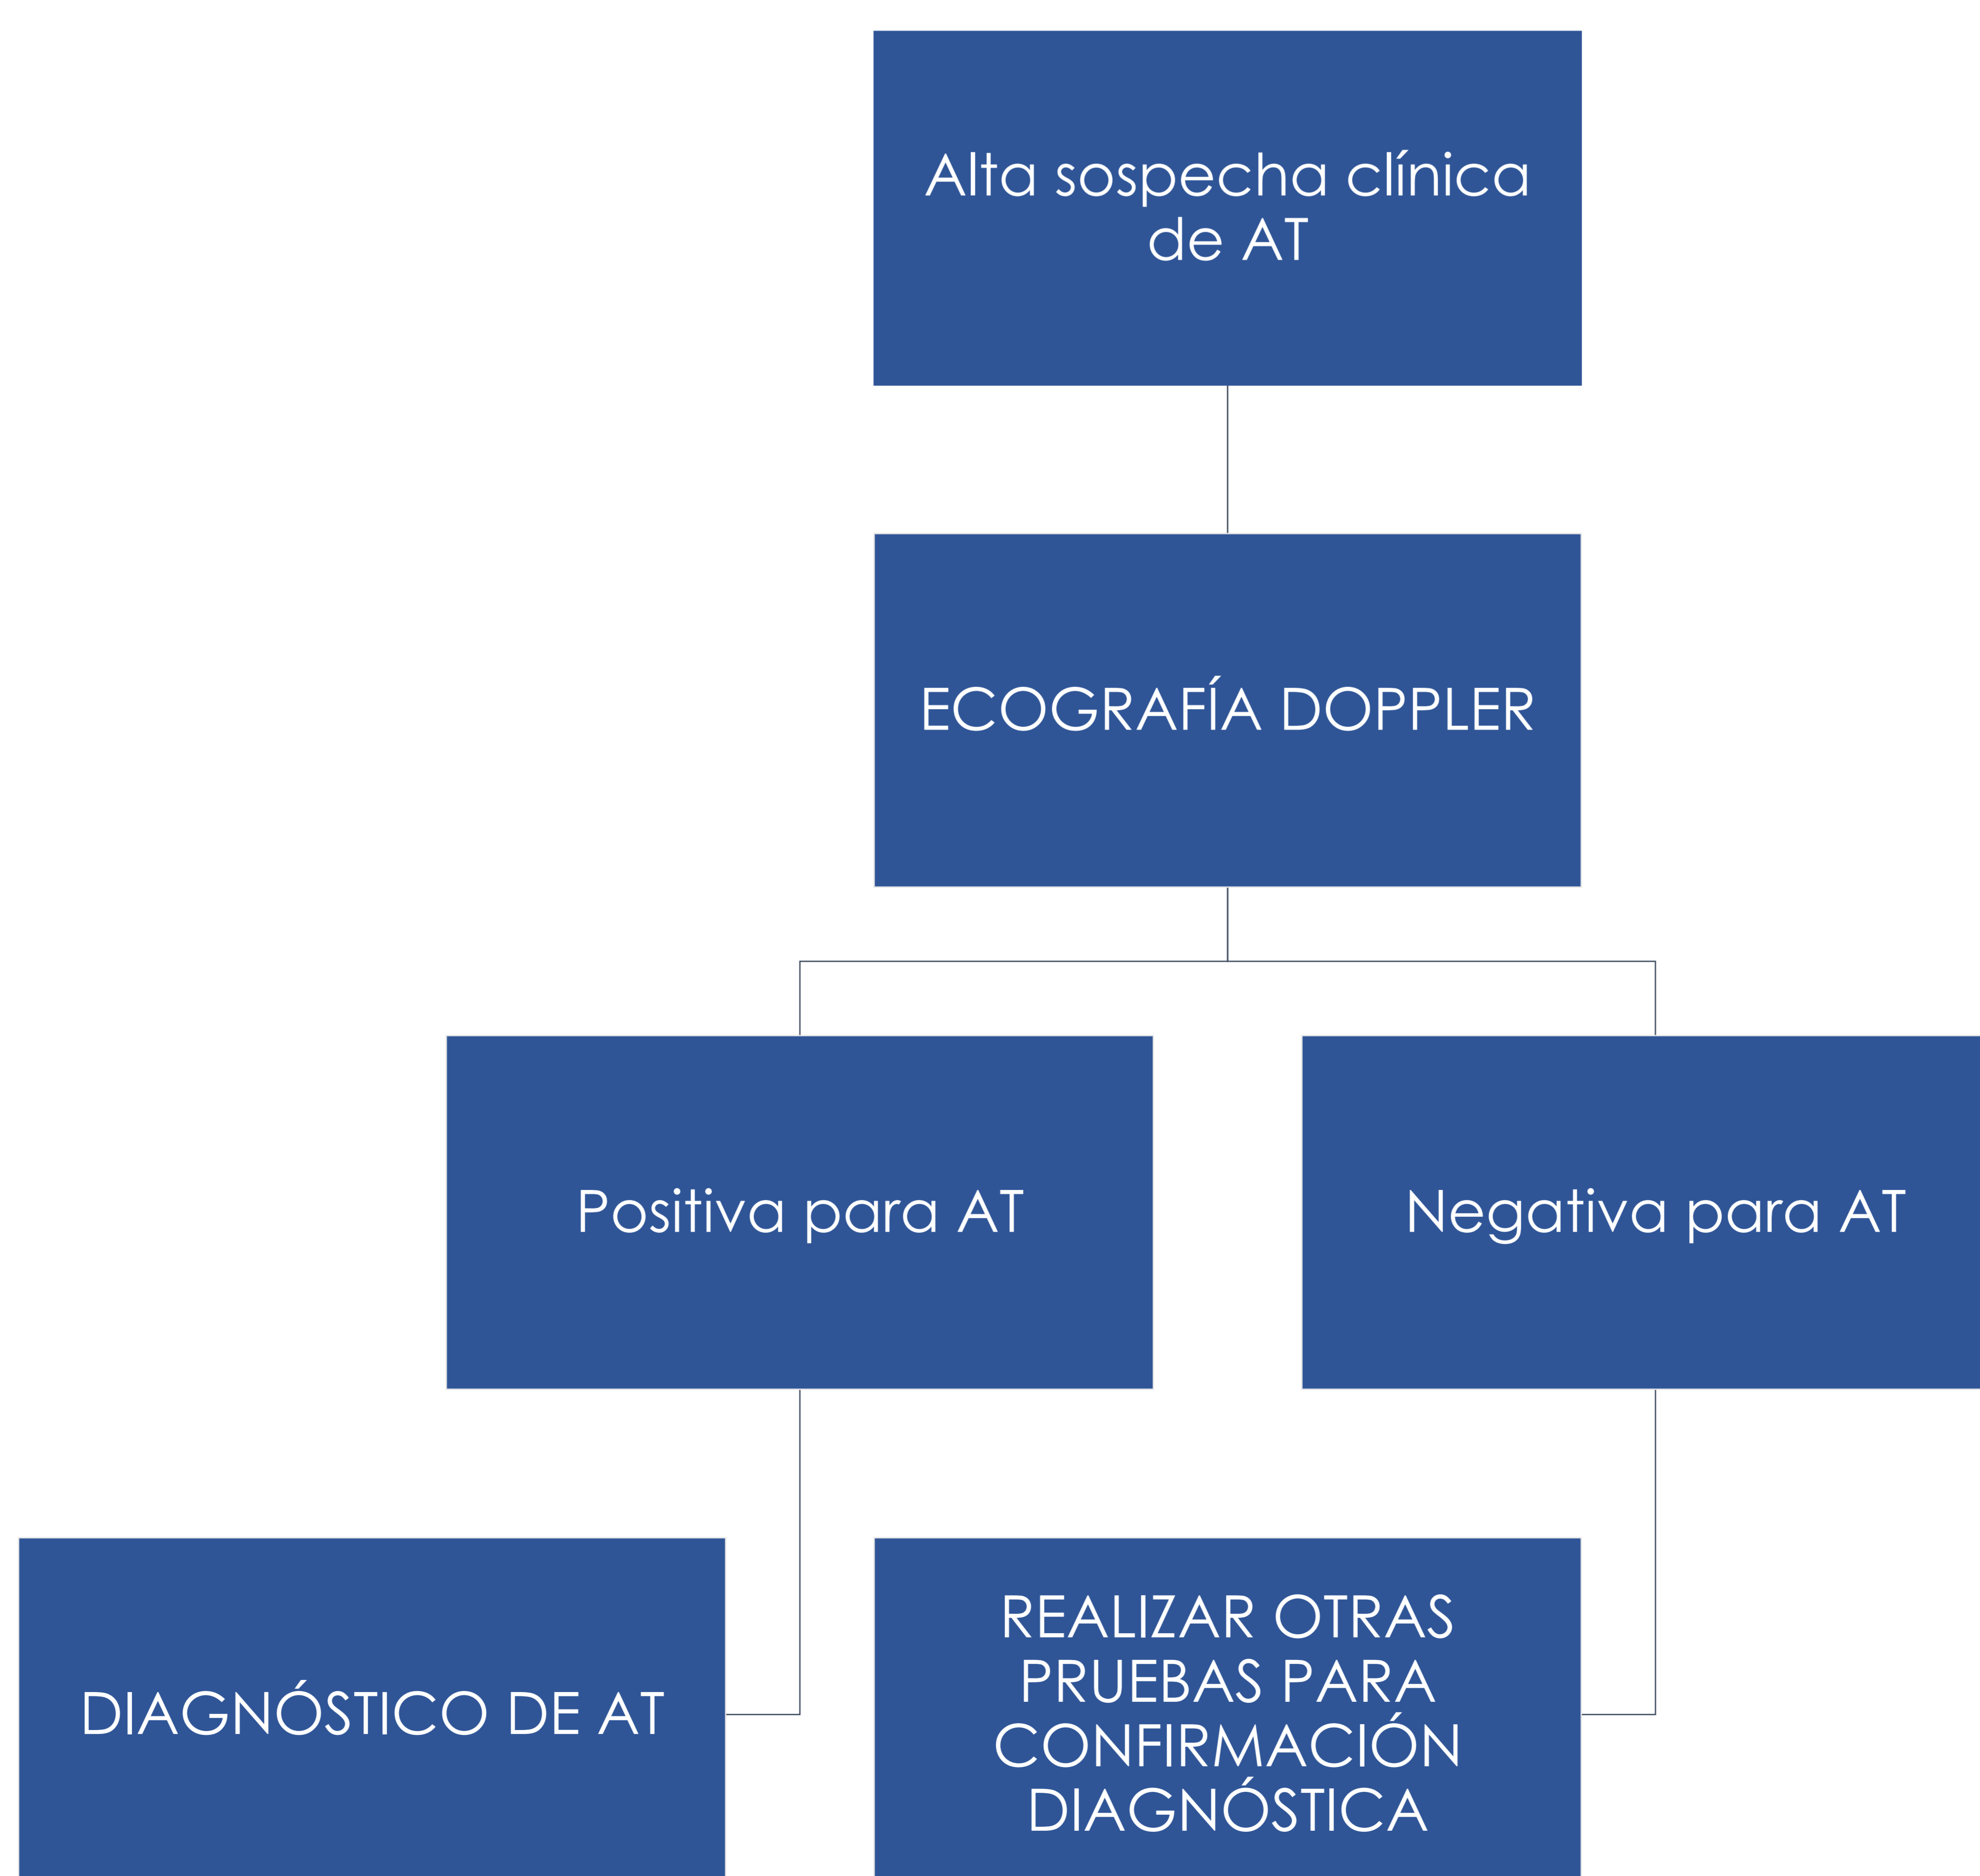 Alta sospecha clínica
de AT
ECOGRAFÍA DOPPLER
Positiva para AT
Negativa para AT
DIAGNÓSTICO DE AT
REALIZAR OTRAS
PRUEBAS PARA
CONFIRMACIÓN
DIAGNÓSTICA